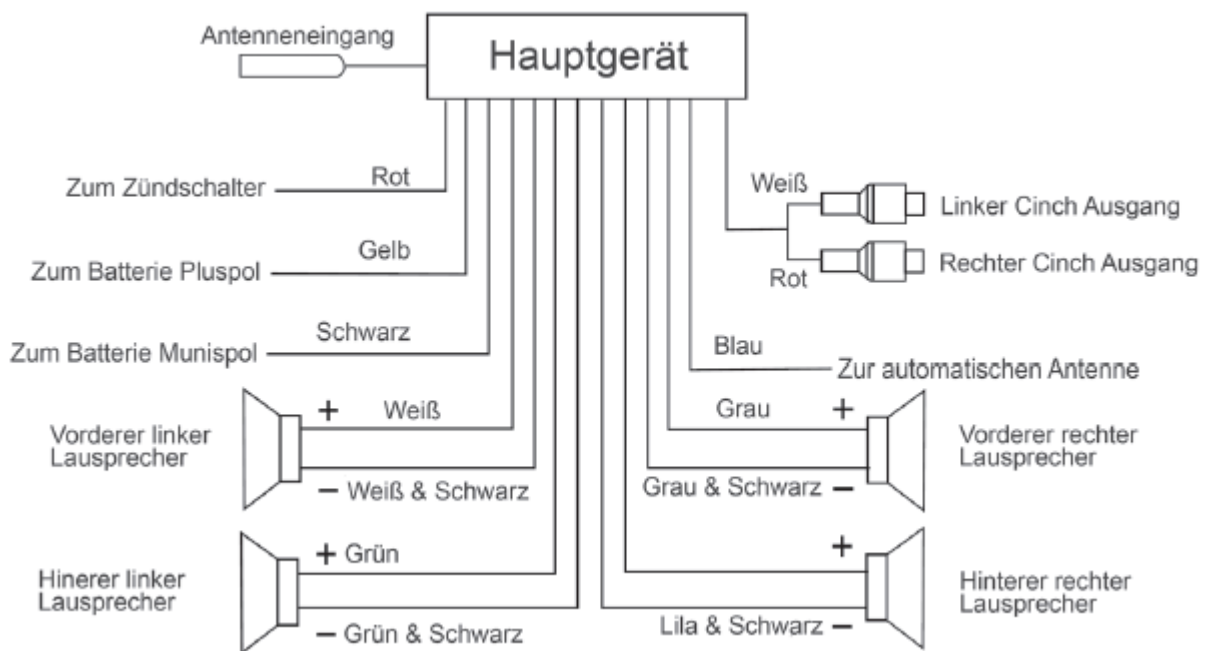 Antenneneingang
Hauptgerät
Zum Zündschalter
Rot
Zum Batterie Pluspol
Gelb
Zum Batterie Munispol
Schwarz
Weiß
Linker Cinch Ausgang
Rot
Rechter Cinch Ausgang
Blau
Zur automatischen Antenne
Vorderer linker
Lausprecher
+ Weiß
– Weiß & Schwarz
Grau +
Grau & Schwarz –
Vorderer rechter
Lausprecher
Hinerer linker
Lausprecher
+ Grün
– Grün & Schwarz
+
Lila & Schwarz –
Hinterer rechter
Lausprecher